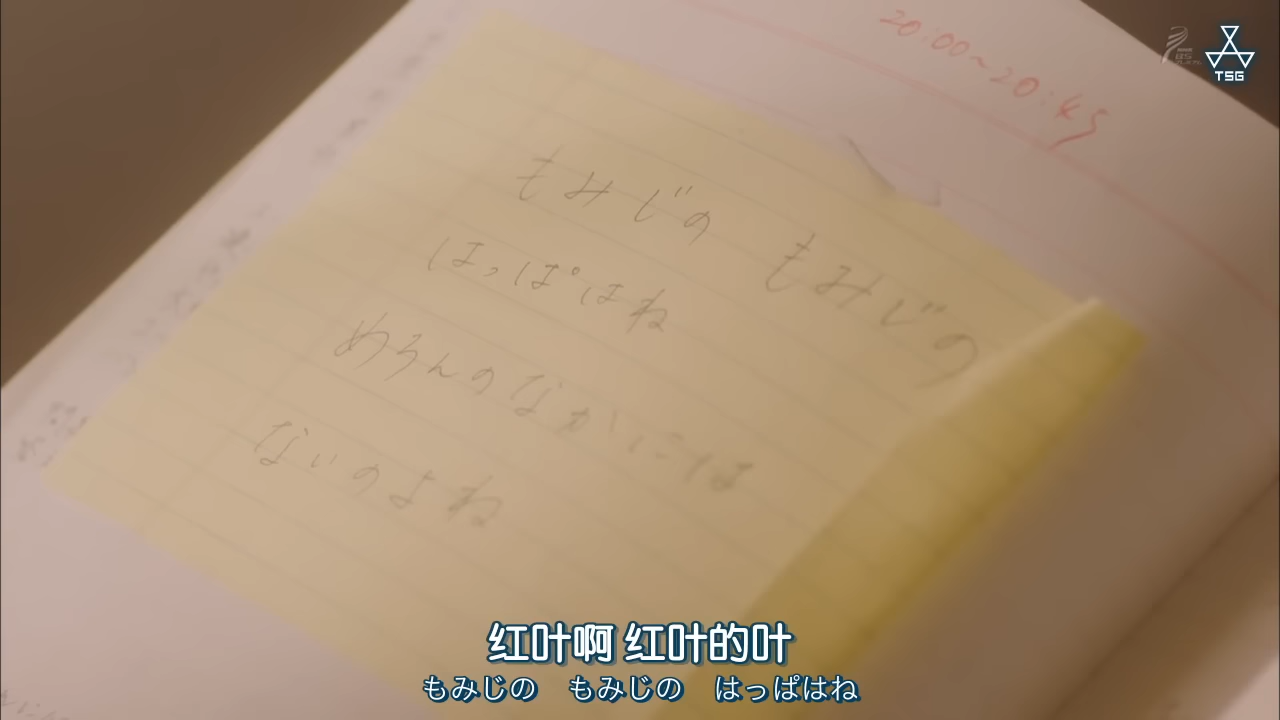 20:00~20:45
TSG
もみじの もみじの
はっぱはね
めろんのなかには
ないのよね
红叶啊 红叶的叶
もみじの もみじの はっぱはね